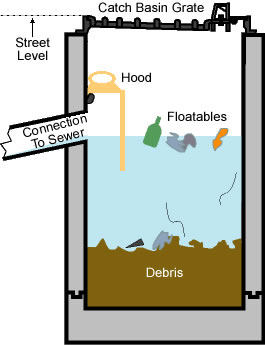 Catch Basin Grate
Street
Level
Hood
Floatables
Connection
To Sewer
Debris